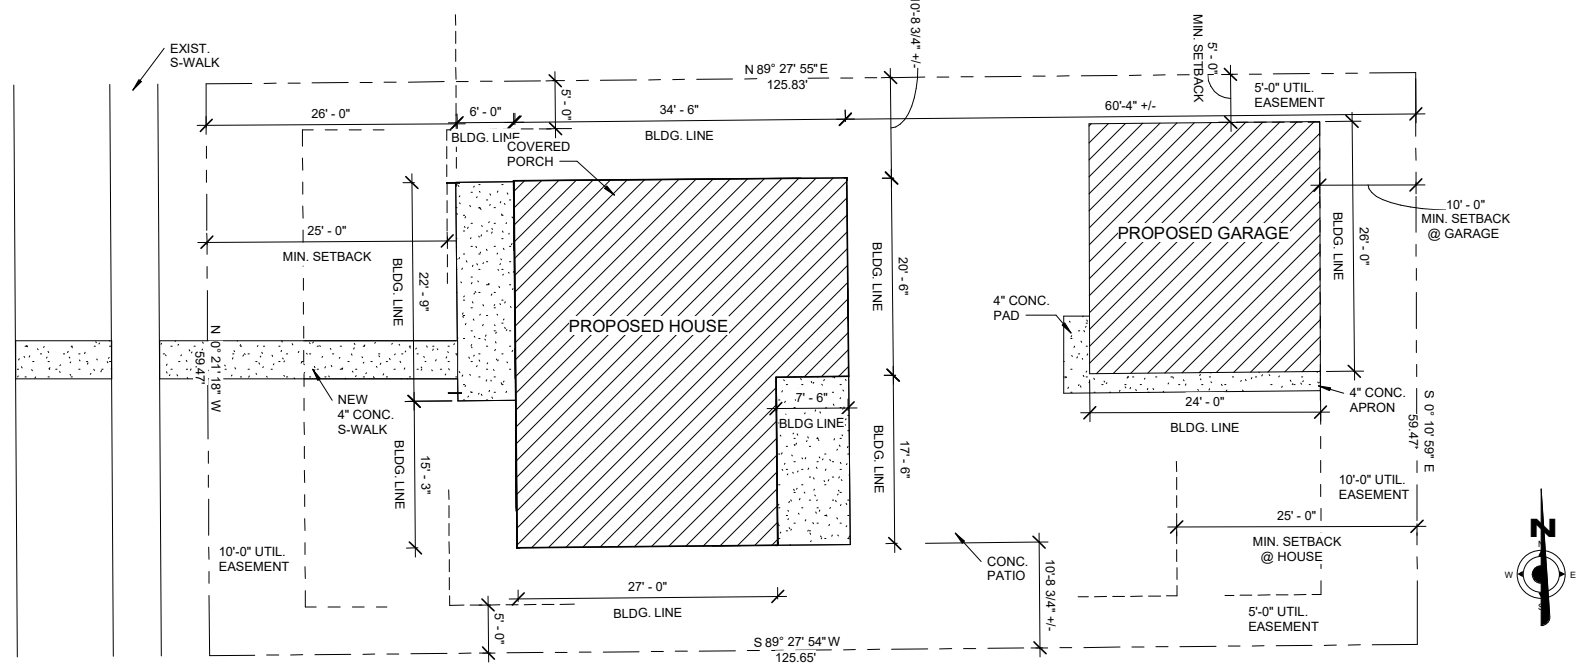 EXIST.
S-WALK
N 89° 27' 55" E
125.83'
10'-8 3/4" +/-
5' - 0"
MIN. SETBACK
5'-0" UTIL.
EASEMENT
26' - 0"
6' - 0"
BLDG. LINE
5' - 0"
34' - 6"
BLDG. LINE
60'-4" +/-
COVERED
PORCH
25' - 0"
MIN. SETBACK
22' - 9"
BLDG. LINE
20' - 6"
BLDG. LINE
PROPOSED GARAGE
26' - 0"
BLDG. LINE
10' - 0"
MIN. SETBACK
@ GARAGE
PROPOSED HOUSE
4" CONC.
PAD
N 0° 21' 18" W
59.47'
NEW
4" CONC.
S-WALK
7' - 6"
BLDG LINE
24' - 0"
BLDG. LINE
4" CONC.
APRON
S 0° 10' 59" E
59.47'
15' - 3"
BLDG. LINE
17' - 6"
BLDG. LINE
10'-0" UTIL.
EASEMENT
25' - 0"
MIN. SETBACK
@ HOUSE
10'-0" UTIL.
EASEMENT
CONC.
PATIO
10'-8 3/4" +/-
27' - 0"
BLDG. LINE
5' - 0"
5'-0" UTIL.
EASEMENT
S 89° 27' 54" W
125.65'
N
N
W
E
S